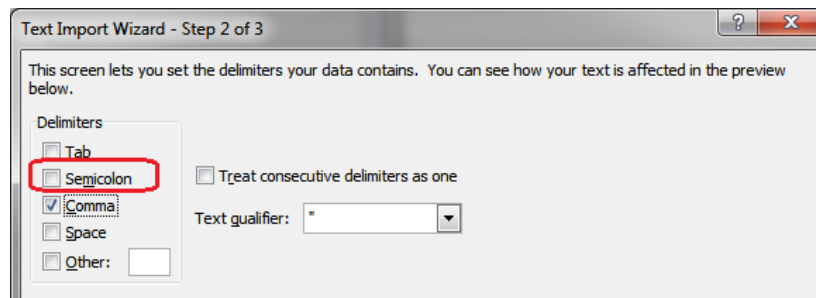 Text Import Wizard - Step 2 of 3
This screen lets you set the delimiters your data contains.  You can see how your text is affected in the preview
below.
Delimiters
Tab
Semicolon
Comma
Space
Other:
Treat consecutive delimiters as one
Text qualifier: "